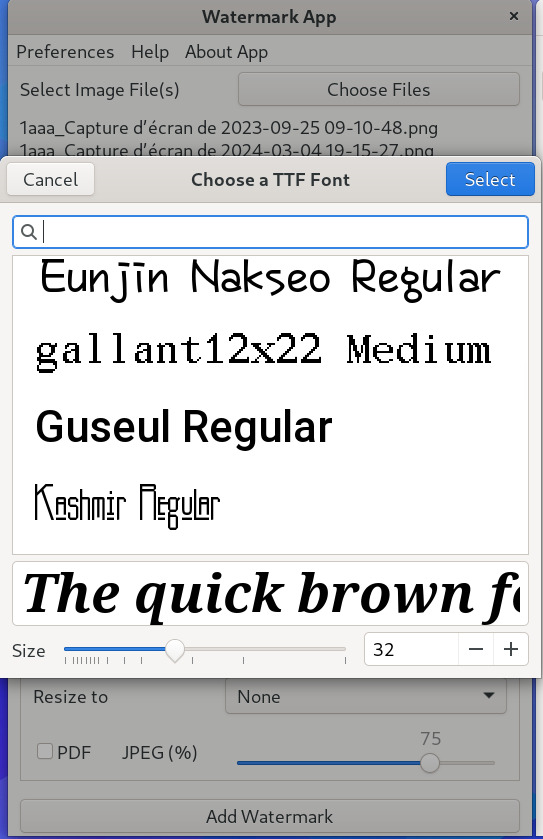 Watermark App ×
Preferences Help About App
Select Image File(s) Choose Files
1aaa_Capture d'écran de 2023-09-25 09-10-48.png
1aaa_Capture d'écran de 2024-03-04 19-15-27.png
Cancel Choose a TTF Font Select
Eunjin Nakseo Regular
gallant12x22 Medium
Guseul Regular
Kashmir Regular
The quick brown fo
Size 32 − +
Resize to None
75
PDF JPEG (%)
Add Watermark